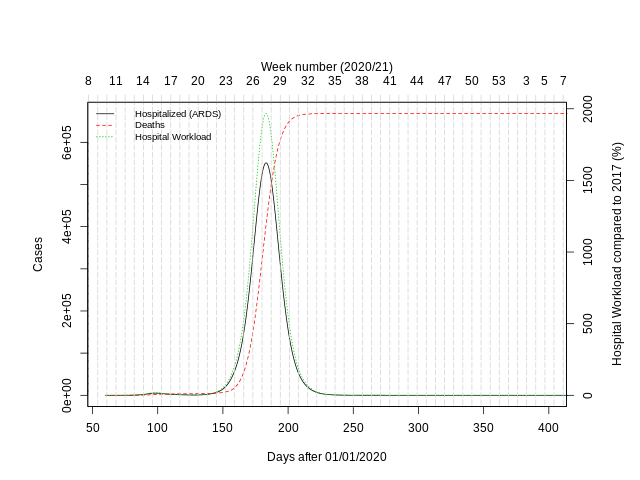 Week number (2020/21)
8 11 14 17 20 23 26 29 32 35 38 41 44 47 50 53 3 5 7
Hospitalized (ARDS)
Deaths
Hospital Workload
Cases
0e+00 2e+05 4e+05 6e+05
0 500 1000 1500 2000
Hospital Workload compared to 2017 (%)
50 100 150 200 250 300 350 400
Days after 01/01/2020